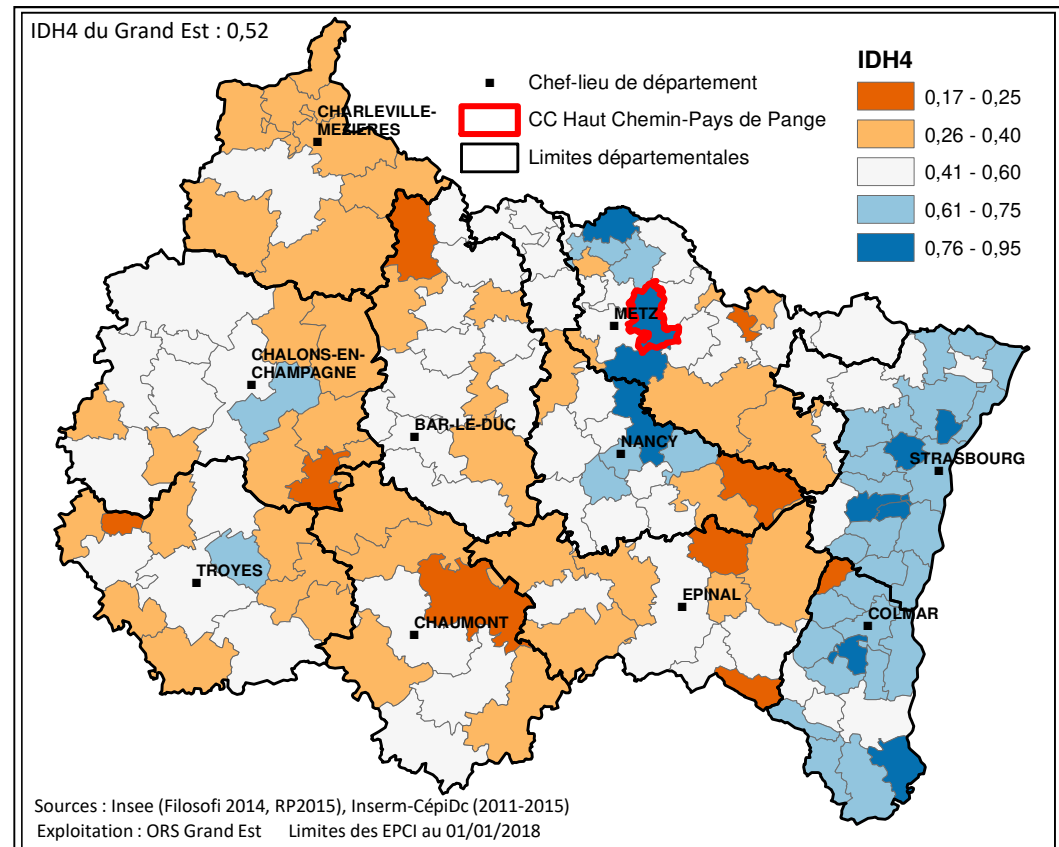 IDH4 du Grand Est : 0,52
IDH4
Chef-lieu de département
CC Haut Chemin-Pays de Pange
Limites départementales
0,17 - 0,25
0,26 - 0,40
0,41 - 0,60
0,61 - 0,75
0,76 - 0,95
CHARLEVILLE-
MEZIERES
METZ
CHALONS-EN-
CHAMPAGNE
BAR-LE-DUC
NANCY
STRASBOURG
TROYES
EPINAL
CHAUMONT
COLMAR
Sources : Insee (Filosofi 2014, RP2015), Inserm-CépiDc (2011-2015)
Exploitation : ORS Grand Est Limites des EPCI au 01/01/2018